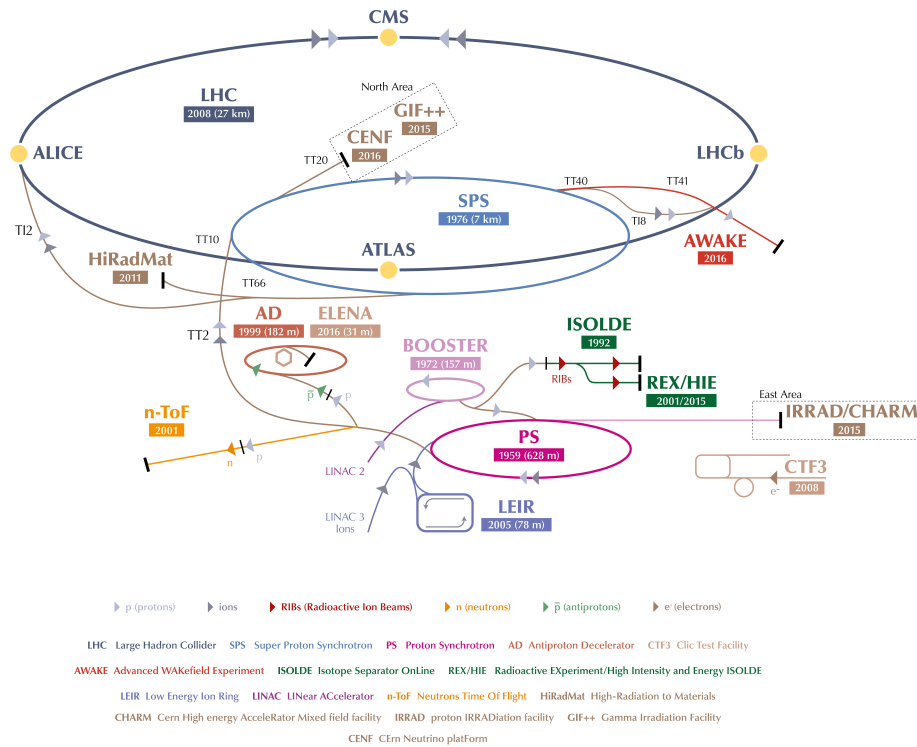 CMS
North Area
LHC
2008 (27 km)
GIF++
2015
CENF
2016
ALICE
LHCb
TT20
TT40
TT41
SPS
1976 (7 km)
TI2
TI8
TT10
AWAKE
2016
ATLAS
HiRadMat
2011
TT66
AD
1999 (182 m)
ELENA
2016 (31 m)
TT2
ISOLDE
1992
BOOSTER
1972 (157 m)
RIBs
REX/HIE
2001/2015
p̅
p
East Area
n-ToF
2001
IRRAD/CHARM
2015
n
p
PS
1959 (628 m)
LINAC 2
CTF3
2008
e-
LEIR
2005 (78 m)
LINAC 3
Ions
p (protons) ions RIBs (Radioactive Ion Beams) n (neutrons) p̅ (antiprotons) e- (electrons)
LHC Large Hadron Collider SPS Super Proton Synchrotron PS Proton Synchrotron AD Antiproton Decelerator CTF3 Clic Test Facility
AWAKE Advanced WAKefield Experiment ISOLDE Isotope Separator OnLine REX/HIE Radioactive EXperiment/High Intensity and Energy ISOLDE
LEIR Low Energy Ion Ring LINAC LINear ACcelerator n-ToF Neutrons Time Of Flight HiRadMat High-Radiation to Materials
CHARM Cern High energy AcceleRator Mixed field facility IRRAD proton IRRADiation facility GIF++ Gamma Irradiation Facility
CENF CErn Neutrino platForm